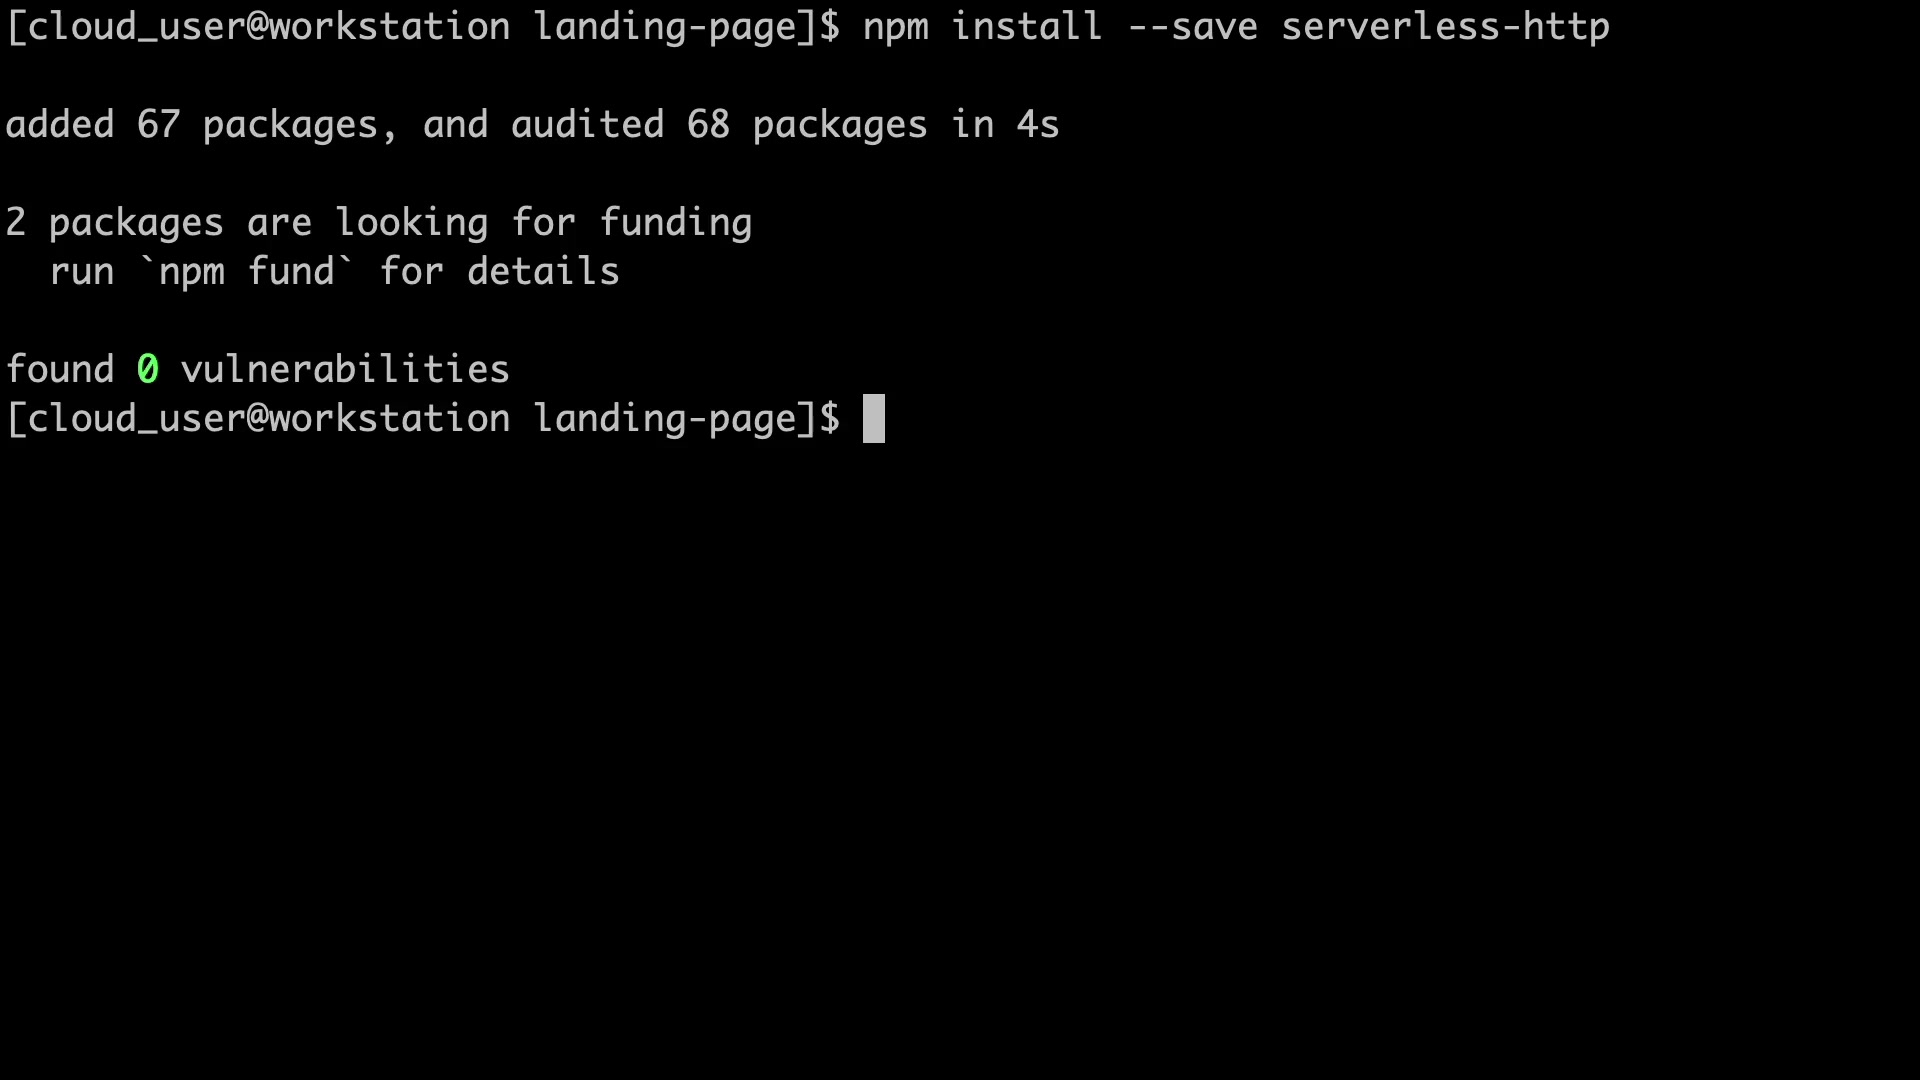 [cloud_user@workstation landing-page]$ npm install --save serverless-http
added 67 packages, and audited 68 packages in 4s
2 packages are looking for funding
run `npm fund` for details
found 0 vulnerabilities
[cloud_user@workstation landing-page]$